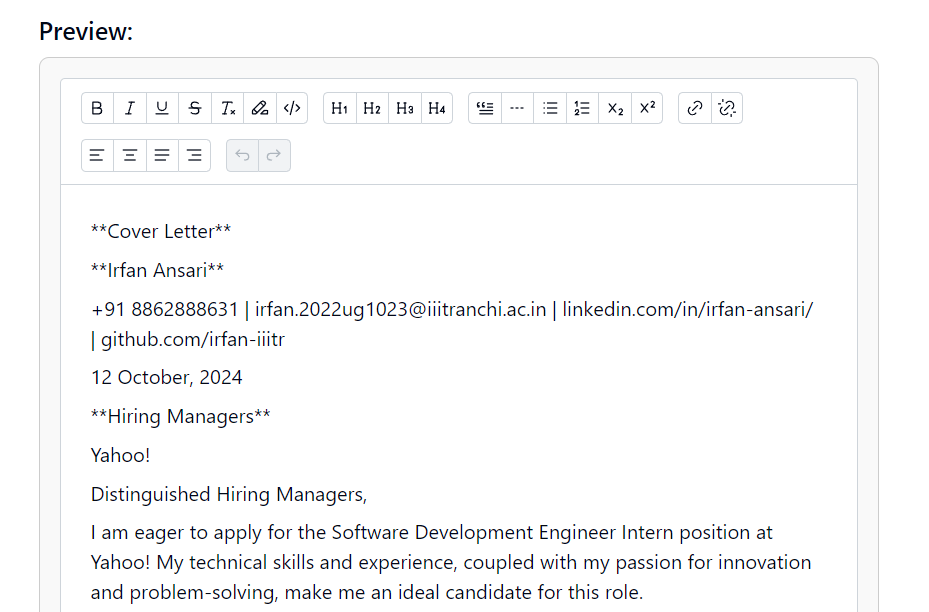 Preview:
B I U S Tx </> H1 H2 H3 H4 X2 X2
**Cover Letter**
**Irfan Ansari**
+91 8862888631 | irfan.2022ug1023@iiitranchi.ac.in | linkedin.com/in/irfan-ansari/
| github.com/irfan-iiitr
12 October, 2024
**Hiring Managers**
Yahoo!
Distinguished Hiring Managers,
I am eager to apply for the Software Development Engineer Intern position at
Yahoo! My technical skills and experience, coupled with my passion for innovation
and problem-solving, make me an ideal candidate for this role.